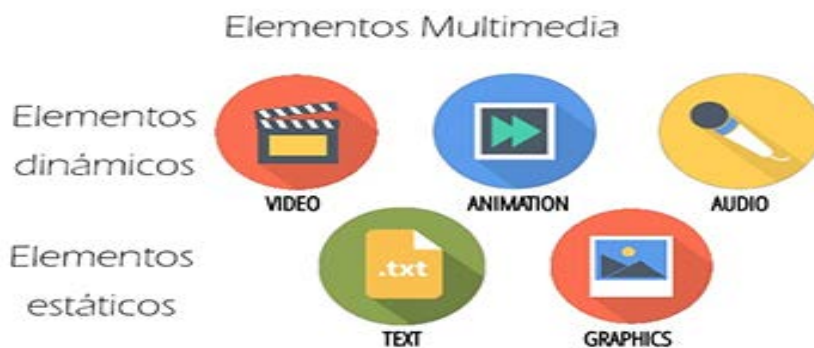 Elementos Multimedia
Elementos
dinámicos
VIDEO
ANIMATION
AUDIO
Elementos
estáticos
.txt
TEXT
GRAPHICS